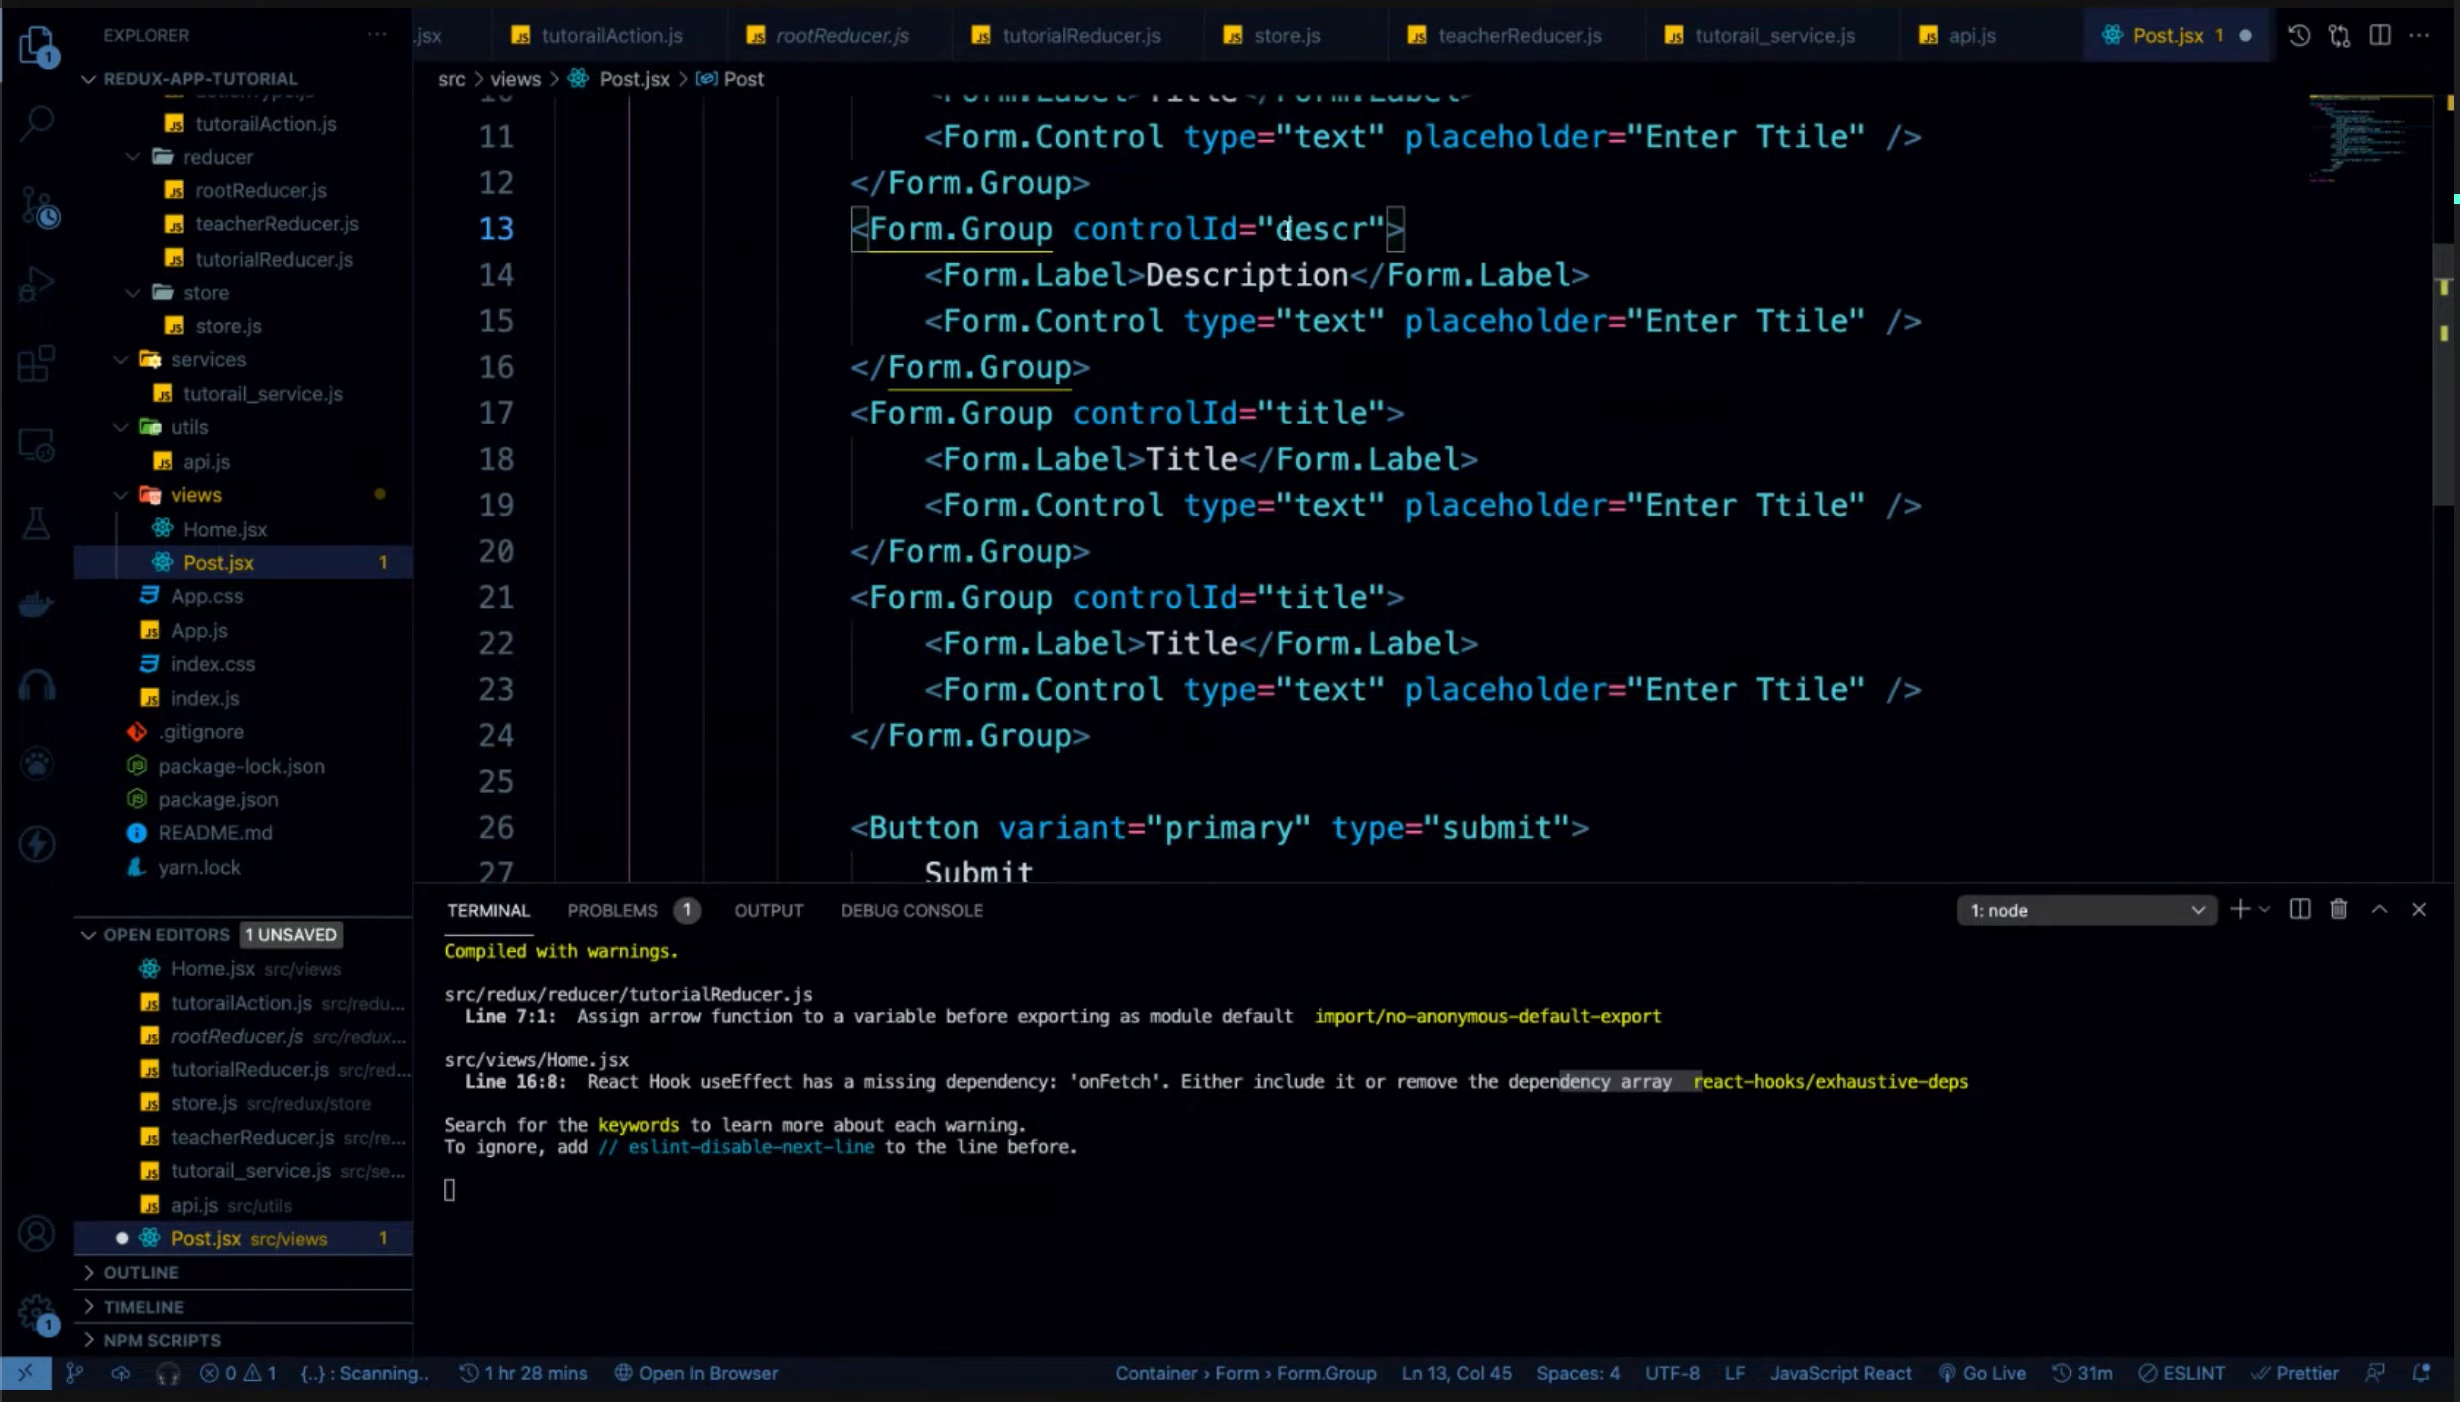 EXPLORER
REDUX-APP-TUTORIAL
tutorailAction.js
reducer
rootReducer.js
teacherReducer.js
tutorialReducer.js
store
store.js
services
tutorail_service.js
utils
api.js
views
Home.jsx
Post.jsx 1
App.css
App.js
index.css
index.js
.gitignore
package-lock.json
package.json
README.md
yarn.lock
OPEN EDITORS 1 UNSAVED
Home.jsx src/views
tutorailAction.js src/redu...
rootReducer.js src/redux...
tutorialReducer.js src/red...
store.js src/redux/store
teacherReducer.js src/re...
tutorail_service.js src/se...
api.js src/utils
Post.jsx src/views 1
OUTLINE
TIMELINE
NPM SCRIPTS
.jsx tutorailAction.js rootReducer.js tutorialReducer.js store.js teacherReducer.js tutorail_service.js api.js Post.jsx 1
src > views > Post.jsx > Post
10 <Form.Label>Title</Form.Label>
11 <Form.Control type="text" placeholder="Enter Ttile" />
12 </Form.Group>
13 <Form.Group controlId="descr">
14 <Form.Label>Description</Form.Label>
15 <Form.Control type="text" placeholder="Enter Ttile" />
16 </Form.Group>
17 <Form.Group controlId="title">
18 <Form.Label>Title</Form.Label>
19 <Form.Control type="text" placeholder="Enter Ttile" />
20 </Form.Group>
21 <Form.Group controlId="title">
22 <Form.Label>Title</Form.Label>
23 <Form.Control type="text" placeholder="Enter Ttile" />
24 </Form.Group>
25
26 <Button variant="primary" type="submit">
27 Submit
TERMINAL PROBLEMS 1 OUTPUT DEBUG CONSOLE 1: node
Compiled with warnings.
src/redux/reducer/tutorialReducer.js
Line 7:1: Assign arrow function to a variable before exporting as module default import/no-anonymous-default-export
src/views/Home.jsx
Line 16:8: React Hook useEffect has a missing dependency: 'onFetch'. Either include it or remove the dependency array react-hooks/exhaustive-deps
Search for the keywords to learn more about each warning.
To ignore, add // eslint-disable-next-line to the line before.
0 1 {..} : Scanning.. 1 hr 28 mins Open In Browser Container > Form > Form.Group Ln 13, Col 45 Spaces: 4 UTF-8 LF JavaScript React Go Live 31m ESLINT Prettier